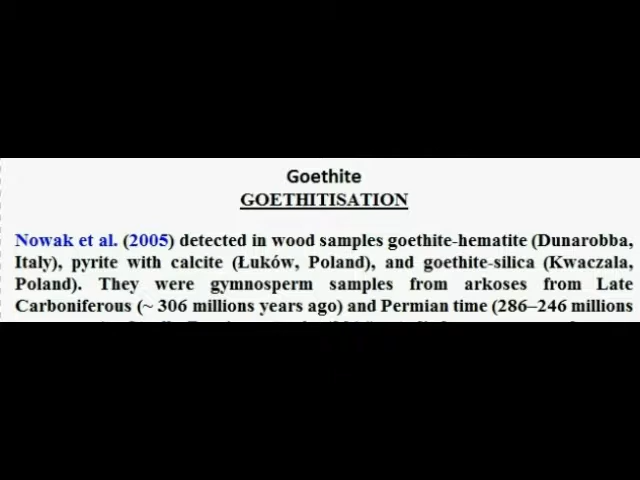 Goethite
GOETHITISATION
Nowak et al. (2005) detected in wood samples goethite-hematite (Dunarobba,
Italy), pyrite with calcite (Łuków, Poland), and goethite-silica (Kwaczala,
Poland). They were gymnosperm samples from arkoses from Late
Carboniferous (~ 306 millions years ago) and Permian time (286–246 millions